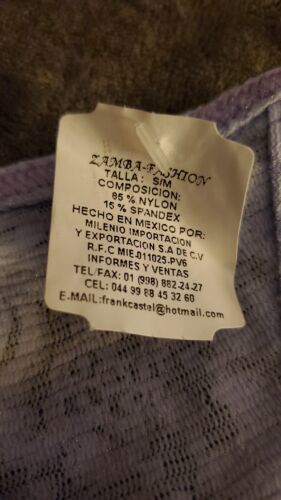 ZAMBA-FASHION
TALLA: S/M
COMPOSICION:
85 % NYLON
15 % SPANDEX
HECHO EN MEXICO POR:
MILENIO IMPORTACION
Y EXPORTACION S.A DE C.V
R.F.C MIE-011025-PV6
INFORMES Y VENTAS
TEL/FAX: 01 (998) 882-24-27
CEL: 044 99 88 45 32 60
E-MAIL:frankcastel@hotmail.com